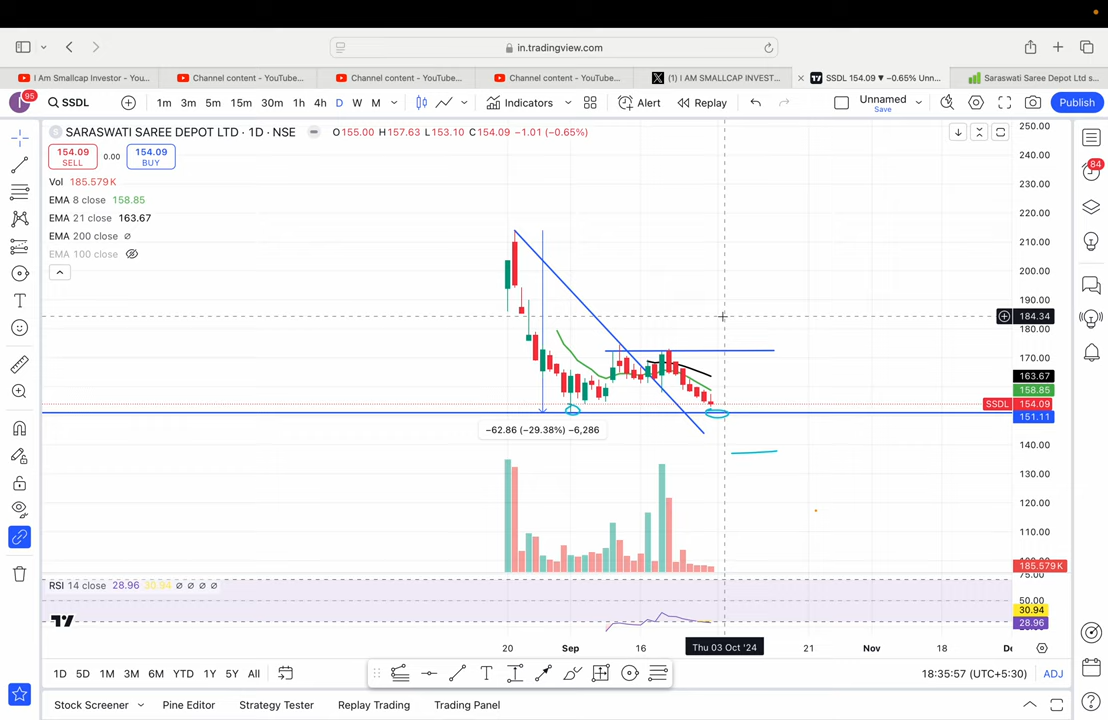 in.tradingview.com
I Am Smallcap Investor - You...
Channel content - YouTube...
Channel content - YouTube...
Channel content - YouTube...
(1) I AM SMALLCAP INVEST...
SSDL 154.09 ▼ −0.65% Unn...
Saraswati Saree Depot Ltd s...
95 SSDL 1m 3m 5m 15m 30m 1h 4h D W M Indicators Alert Replay Unnamed Save Publish
SARASWATI SAREE DEPOT LTD · 1D · NSE O155.00 H157.63 L153.10 C154.09 −1.01 (−0.65%)
154.09 SELL 0.00 154.09 BUY
Vol 185.579K
EMA 8 close 158.85
EMA 21 close 163.67
EMA 200 close ∅
EMA 100 close
−62.86 (−29.38%) −6,286
250.00
240.00
230.00
220.00
210.00
200.00
190.00
184.34
180.00
170.00
163.67
158.85
SSDL 154.09
151.11
140.00
130.00
120.00
110.00
185.579K
75.00
50.00
30.94
28.96
84
RSI 14 close 28.96 30.94 ∅ ∅ ∅ ∅
20 Sep 16 Thu 03 Oct '24 21 Nov 18
1D 5D 1M 3M 6M YTD 1Y 5Y All T 18:35:57 (UTC+5:30) ADJ
Stock Screener Pine Editor Strategy Tester Replay Trading Trading Panel